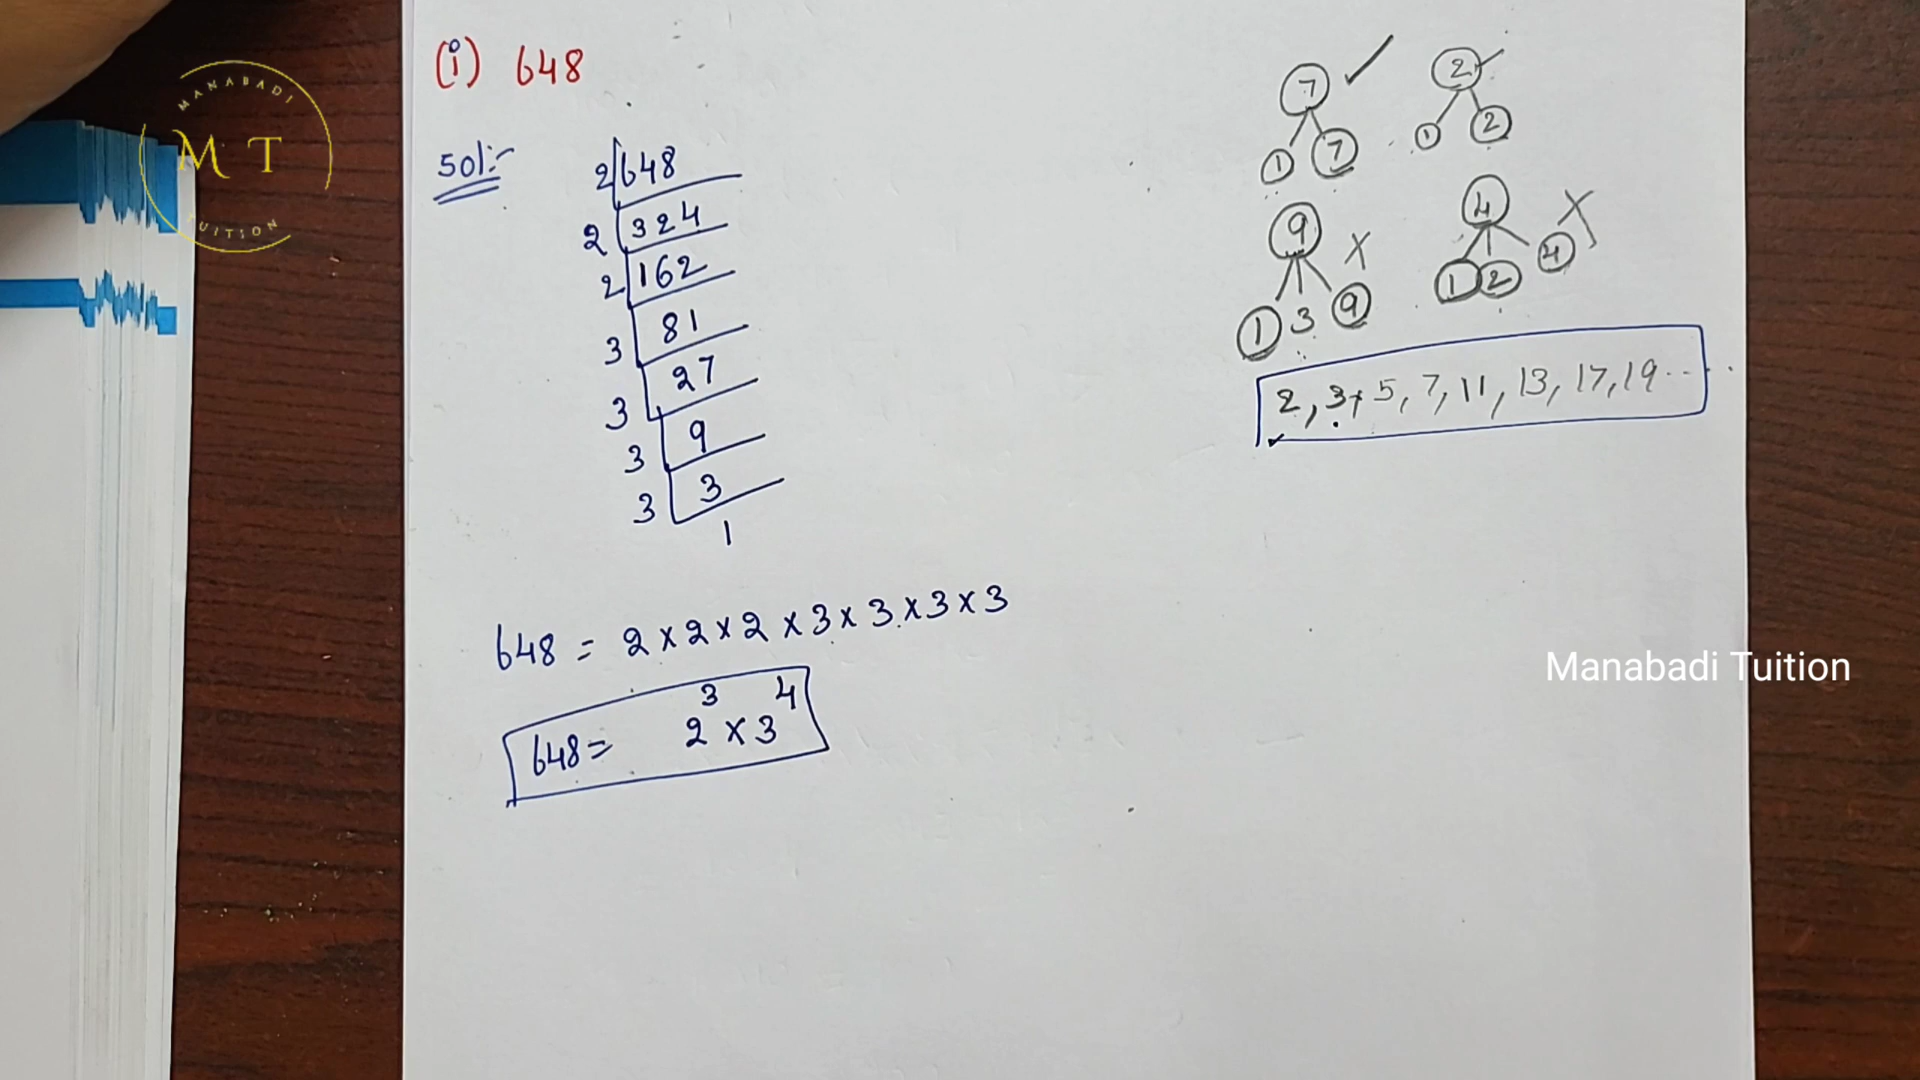 (i) 648
MANABADI
M T
TUITION
Sol:-
2 648
2 324
2 162
3 81
3 27
3 9
3 3
1
648 = 2 × 2 × 2 × 3 × 3 × 3 × 3
648 = 2³ × 3⁴
7 ✓
1 7
2 ✓
1 2
9 ×
1 3 9
4 ×
1 2 4
2, 3, 5, 7, 11, 13, 17, 19.....
Manabadi Tuition